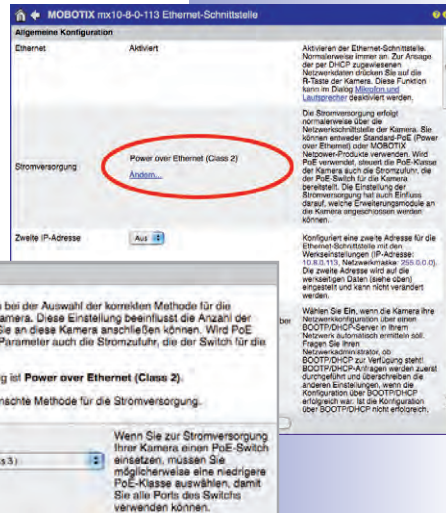 MOBOTIX mx10-8-0-113 Ethernet-Schnittstelle
Allgemeine Konfiguration
Ethernet
Aktiviert
Aktivieren der Ethernet-Schnittstelle.
Normalerweise immer an. Zur Ansage
der per DHCP zugewiesenen
Netzwerkdaten drücken Sie auf die
R-Taste der Kamera. Diese Funktion
kann im Dialog Mikrofon und
Lautsprecher deaktiviert werden.
Stromversorgung
Power over Ethernet (Class 2)
Ändern...
Die Stromversorgung erfolgt
normalerweise über die
Netzwerkschnittstelle der Kamera. Sie
können entweder Standard-PoE (Power
over Ethernet) oder MOBOTIX
Netpower-Produkte verwenden. Wird
PoE verwendet, steuert die PoE-Klasse
der Kamera auch die Stromzufuhr, die
der PoE-Switch für die Kamera
bereitstellt. Die Einstellung der
Stromversorgung hat auch Einfluss
darauf, welche Erweiterungsmodule an
die Kamera angeschlossen werden
können.
Zweite IP-Adresse
Aus
Konfiguriert eine zweite Adresse für die
Ethernet-Schnittstelle mit den
Werkseinstellungen (IP-Adresse:
10.8.0.113, Netzwerkmaske: 255.0.0.0).
Die zweite Adresse wird auf die
werkseitigen Daten (siehe oben)
eingestellt und kann nicht verändert
werden.
ber
Wählen Sie Ein, wenn die Kamera ihre
Netzwerkkonfiguration über einen
BOOTP/DHCP-Server in Ihrem
Netzwerk automatisch ermitteln soll.
Fragen Sie Ihren
Netzwerkadministrator, ob
BOOTP/DHCP zur Verfügung steht!
BOOTP/DHCP-Anfragen werden zuerst
durchgeführt und überschreiben die
anderen Einstellungen, wenn die
Konfiguration über BOOTP/DHCP
erfolgreich war. Ist die Konfiguration
über BOOTP/DHCP nicht erfolgreich,
bei der Auswahl der korrekten Methode für die
amera. Diese Einstellung beeinflusst die Anzahl der
Sie an diese Kamera anschließen können. Wird PoE
Parameter auch die Stromzufuhr, die der Switch für die
g ist Power over Ethernet (Class 2).
nschte Methode für die Stromversorgung.
s 3)
Wenn Sie zur Stromversorgung
Ihrer Kamera einen PoE-Switch
einsetzen, müssen Sie
möglicherweise eine niedrigere
PoE-Klasse auswählen, damit
Sie alle Ports des Switchs
verwenden können.